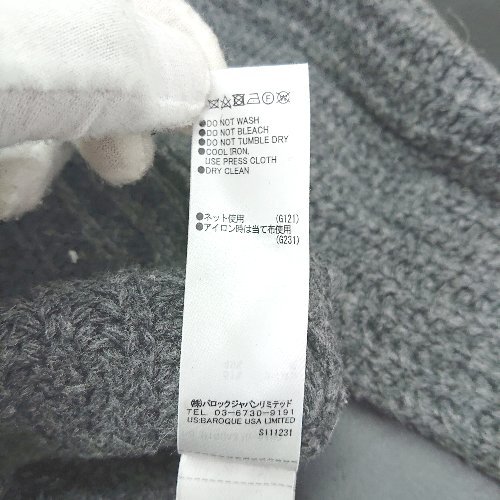 ●DO NOT WASH
●DO NOT BLEACH
●DO NOT TUMBLE DRY
●COOL IRON,
USE PRESS CLOTH
●DRY CLEAN
●ネット使用 (G121)
●アイロン時は当て布使用
(G231)
(株)バロックジャパンリミテッド
TEL 03-6730-9191
US:BAROQUE USA LIMITED
S111231